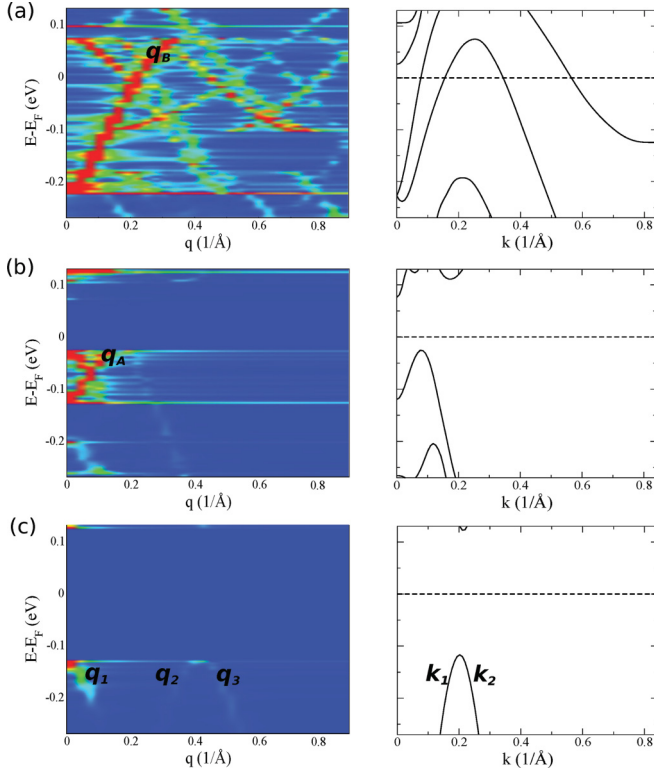 (a)
0.1
0
-0.1
-0.2
E-E_F (eV)
q_B
0 0.2 0.4 0.6 0.8
q (1/Å)
0 0.2 0.4 0.6 0.8
k (1/Å)
(b)
0.1
0
-0.1
-0.2
E-E_F (eV)
q_A
0 0.2 0.4 0.6 0.8
q (1/Å)
0 0.2 0.4 0.6 0.8
k (1/Å)
(c)
0.1
0
-0.1
-0.2
E-E_F (eV)
q_1 q_2 q_3
k_1 k_2
0 0.2 0.4 0.6 0.8
q (1/Å)
0 0.2 0.4 0.6 0.8
k (1/Å)